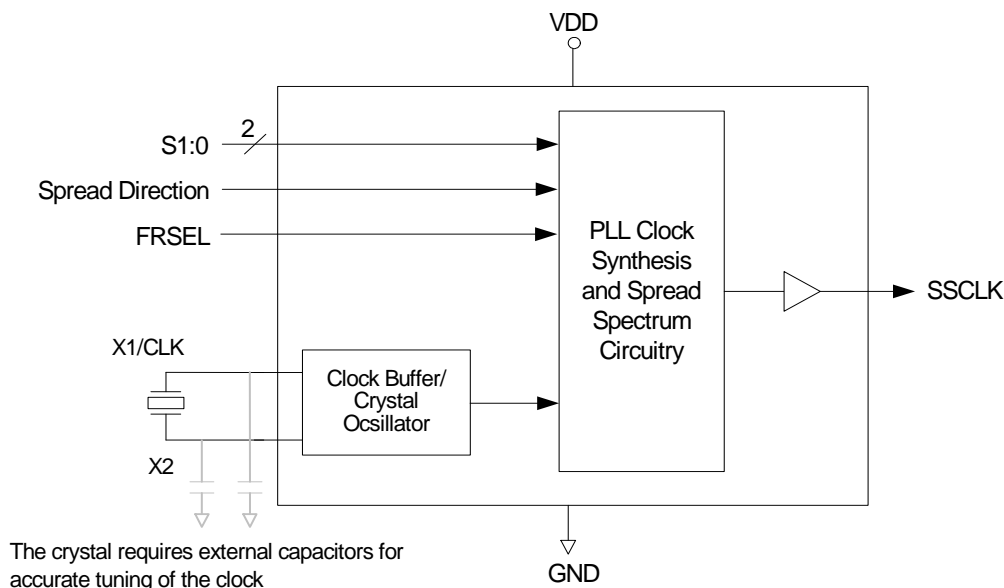 VDD
2
S1:0
Spread Direction
FRSEL
PLL Clock
Synthesis
and Spread
Spectrum
Circuitry
SSCLK
X1/CLK
Clock Buffer/
Crystal
Ocsillator
X2
The crystal requires external capacitors for
accurate tuning of the clock
GND